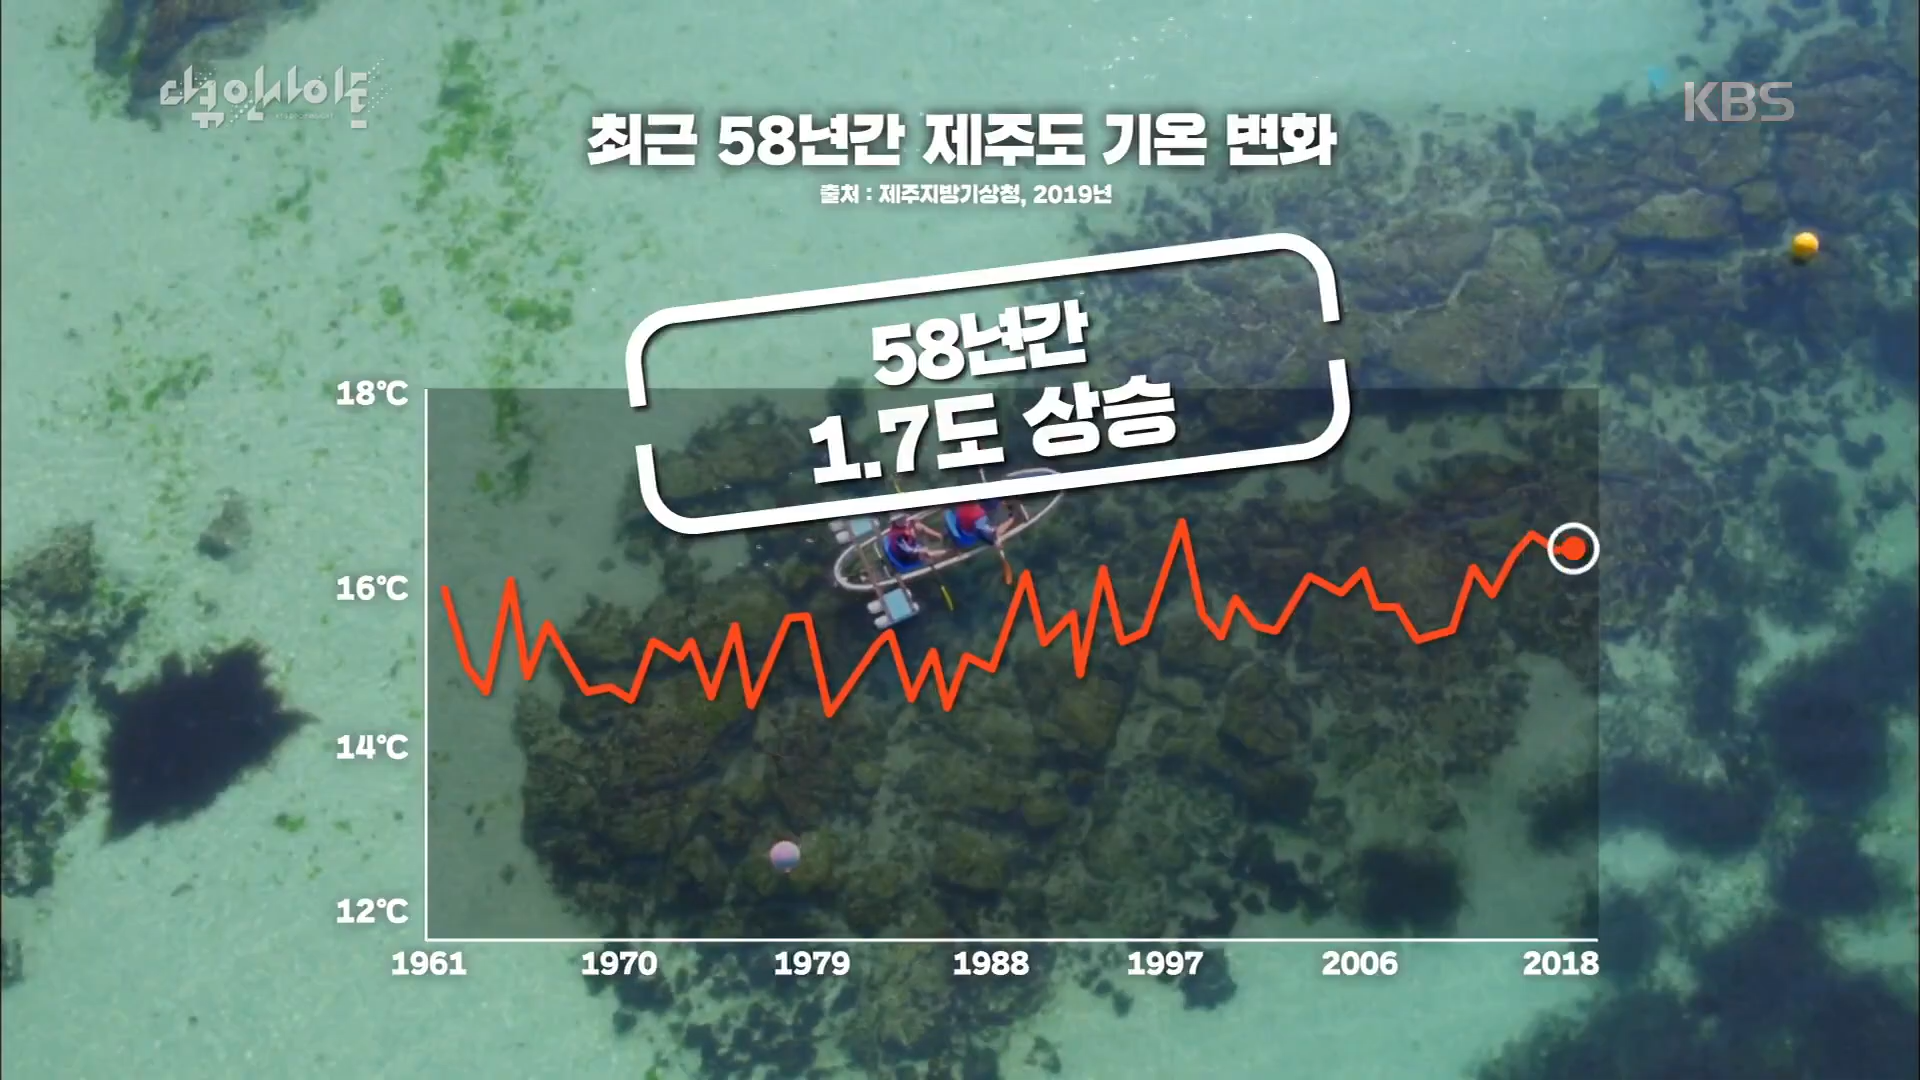 다큐인사이트
KBS
최근 58년간 제주도 기온 변화
출처 : 제주지방기상청, 2019년
58년간
1.7도 상승
18℃
16℃
14℃
12℃
1961 1970 1979 1988 1997 2006 2018